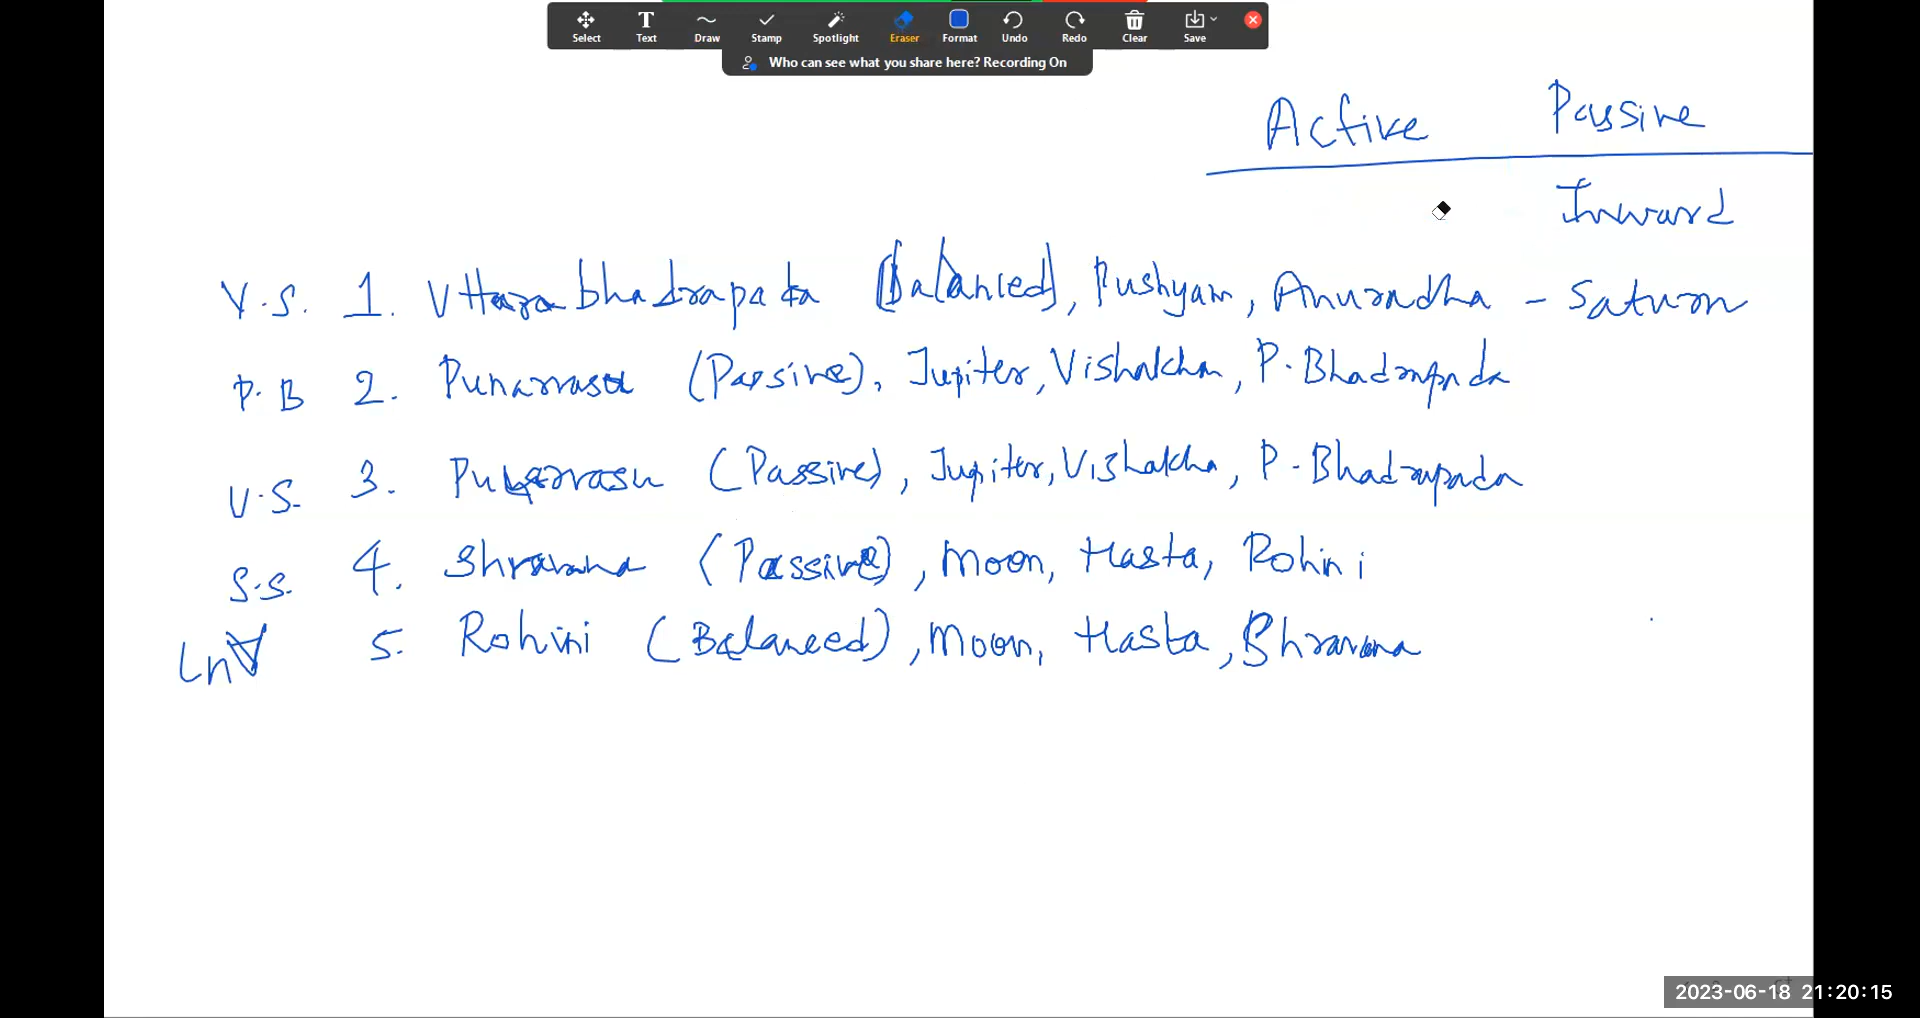 Select Text Draw Stamp Spotlight Eraser Format Undo Redo Clear Save
Who can see what you share here? Recording On
Active Passive
Inward
V.S. 1. Uttarabhadrapada (Balanced), Pushyam, Anuradha - Saturn
P.B 2. Punarvasu (Passive), Jupiter, Vishakha, P. Bhadrapada
V.S. 3. Punarvasu (Passive), Jupiter, Vishakha, P-Bhadrapada
S.S. 4. Shravana (Passive), Moon, Hasta, Rohini
5. Rohini (Balanced), Moon, Hasta, Shravana
2023-06-18 21:20:15